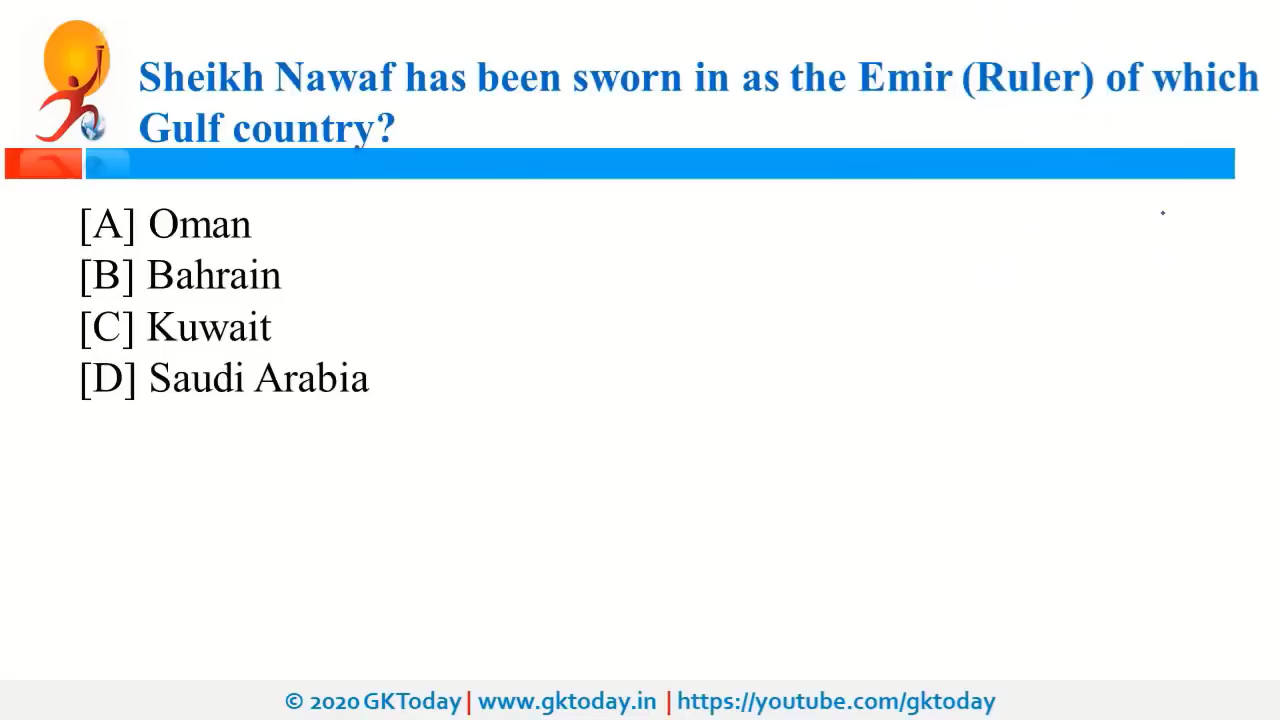 Sheikh Nawaf has been sworn in as the Emir (Ruler) of which
Gulf country?
[A] Oman
[B] Bahrain
[C] Kuwait
[D] Saudi Arabia
© 2020 GKToday | www.gktoday.in | https://youtube.com/gktoday